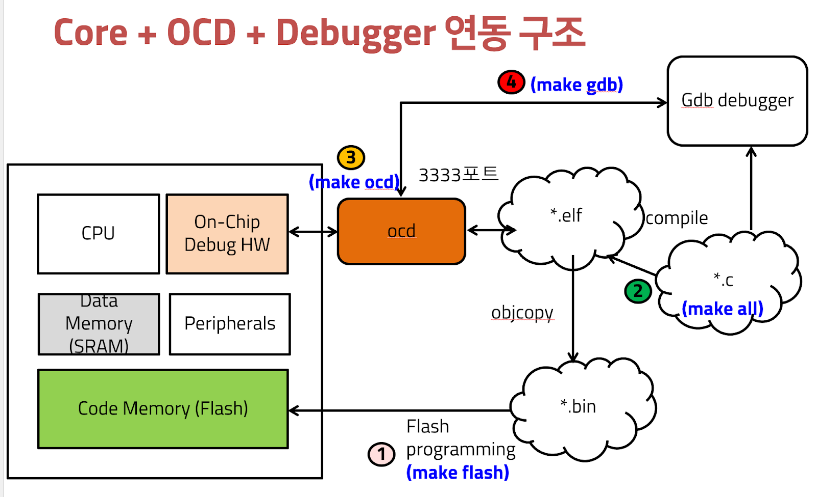 Core + OCD + Debugger 연동 구조
4 (make gdb)
Gdb debugger
3
(make ocd)
3333포트
CPU
On-Chip
Debug HW
ocd
*.elf
compile
*.c
(make all)
2
Data
Memory
(SRAM)
Peripherals
objcopy
Code Memory (Flash)
*.bin
1
Flash
programming
(make flash)